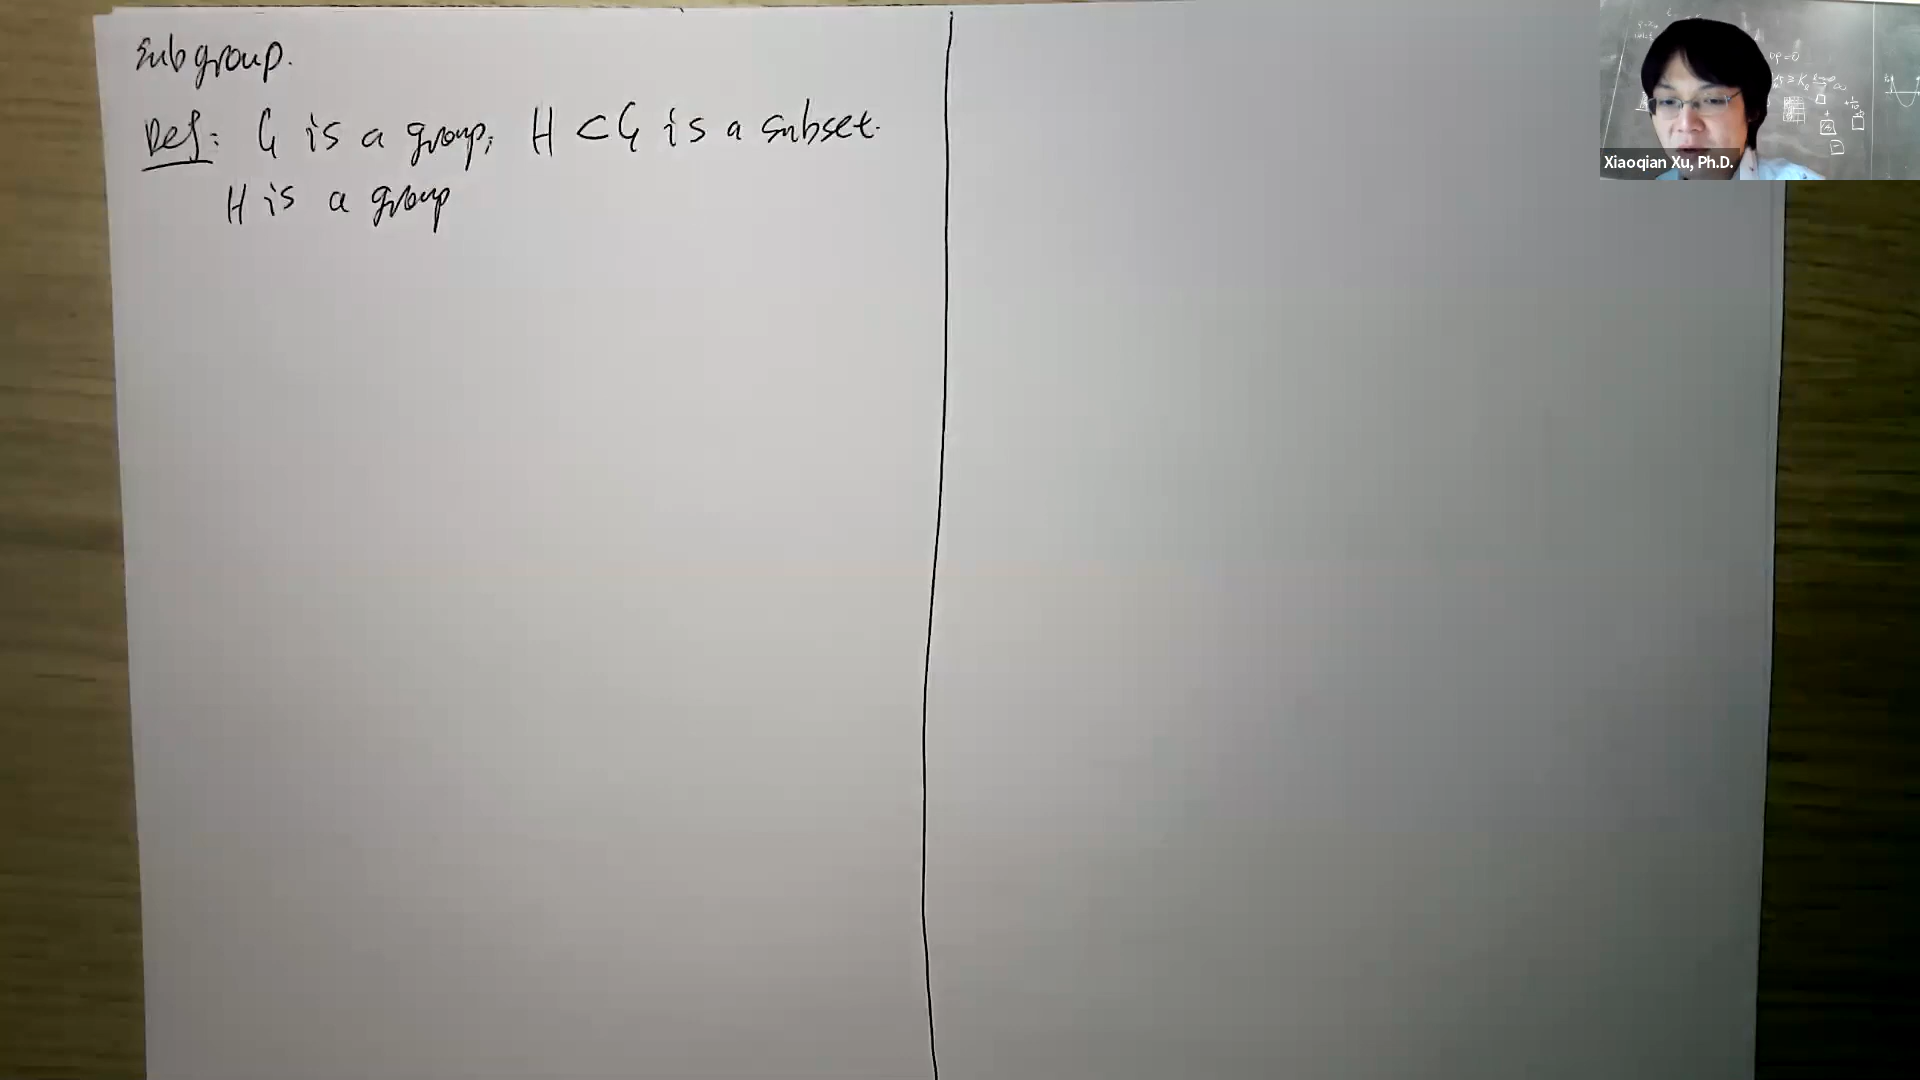 Subgroup.
Def: G is a group; H ⊂ G is a subset.
H is a group
Xiaoqian Xu, Ph.D.